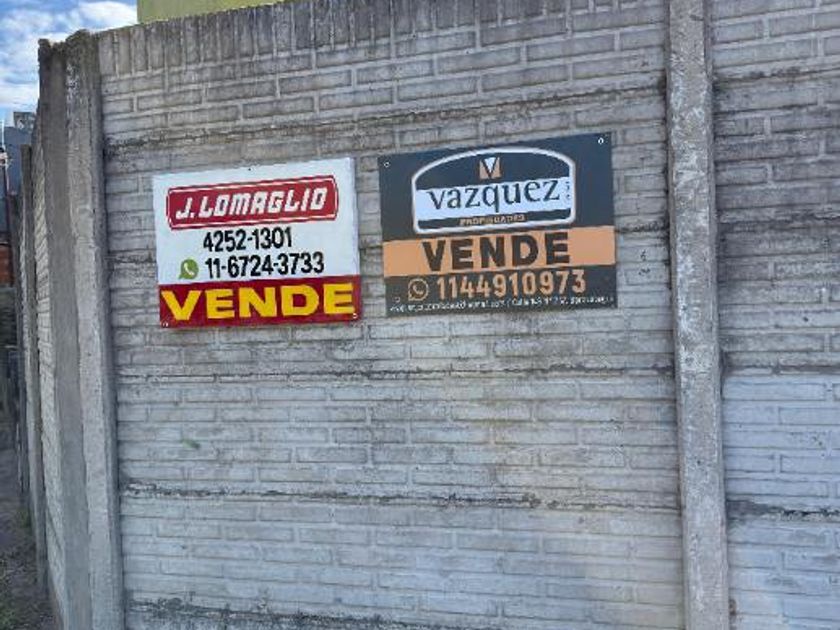 J. LOMAGLIO
4252-1301
11-6724-3733
VENDE
VAZQUEZ
PROPIEDADES
VENDE
1144910973